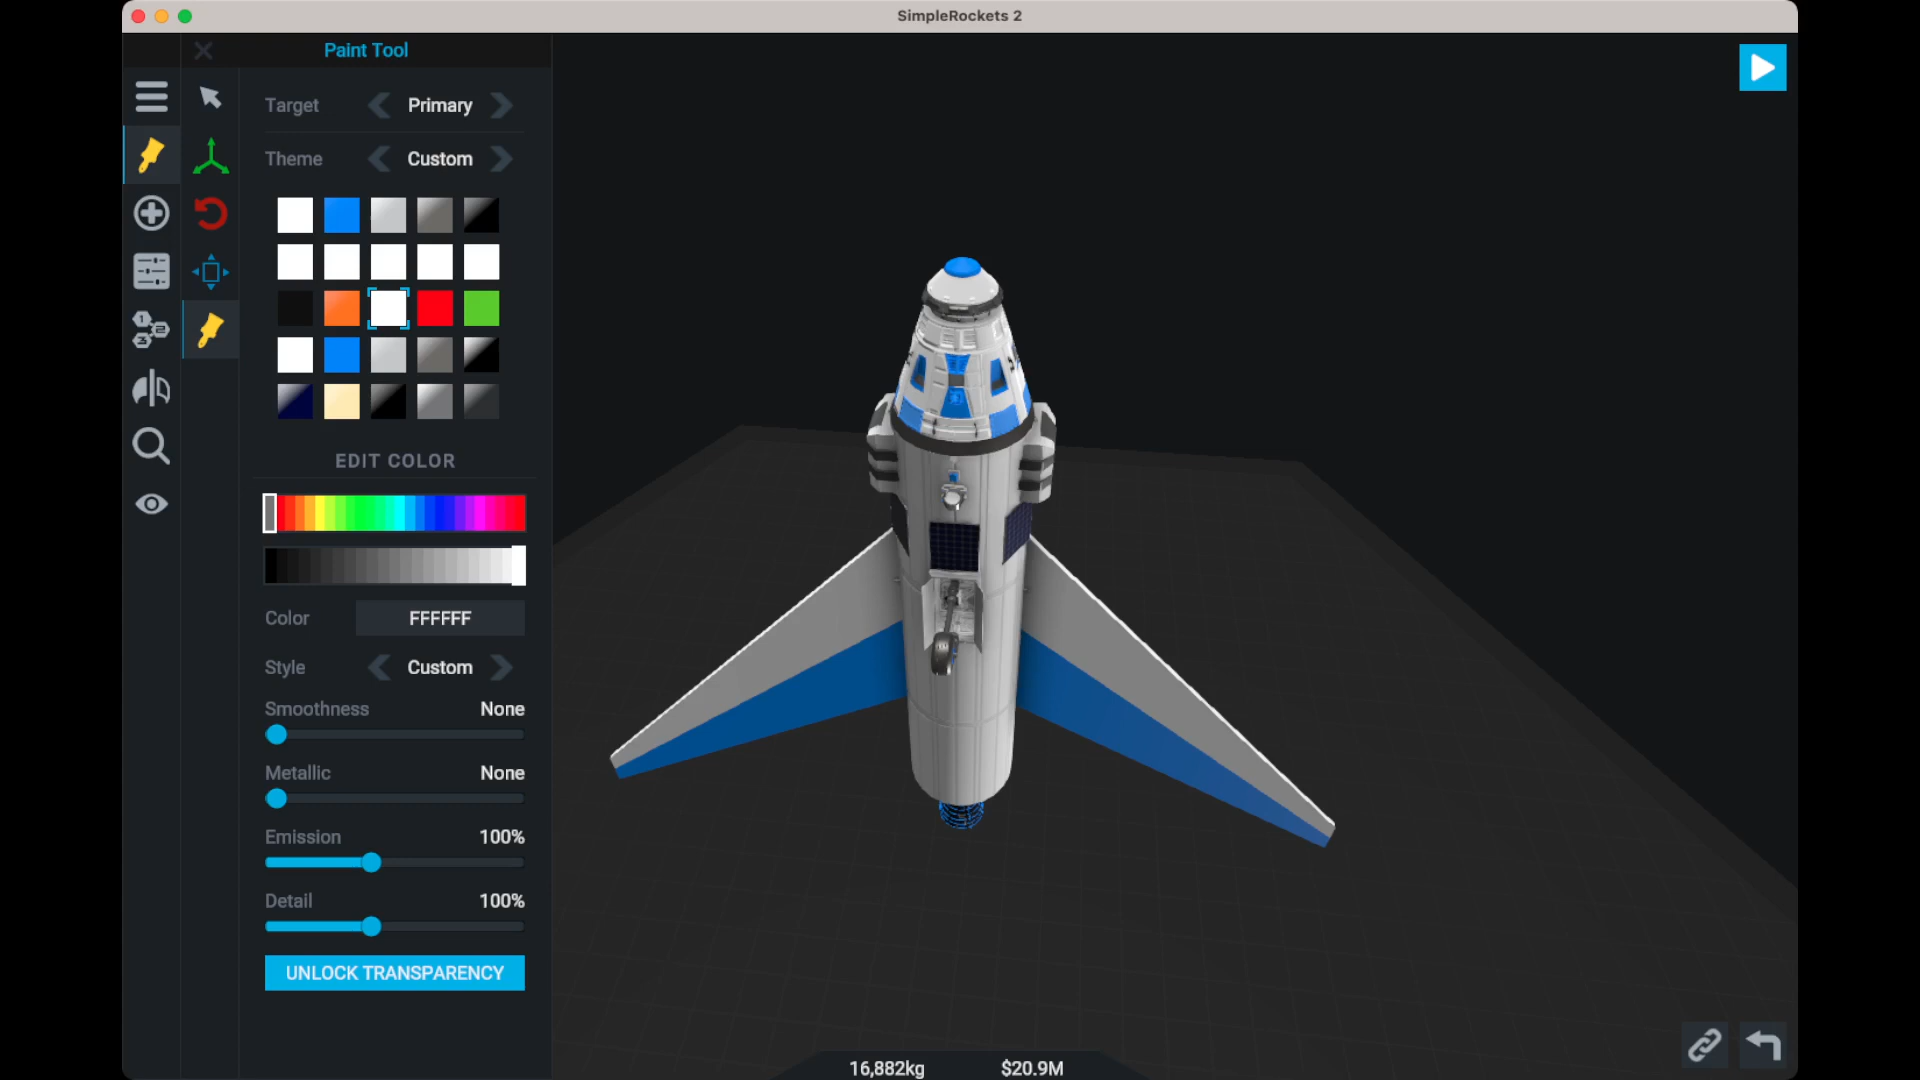 SimpleRockets 2
Paint Tool
Target Primary
Theme Custom
EDIT COLOR
Color FFFFFF
Style Custom
Smoothness None
Metallic None
Emission 100%
Detail 100%
UNLOCK TRANSPARENCY
16,882kg $20.9M